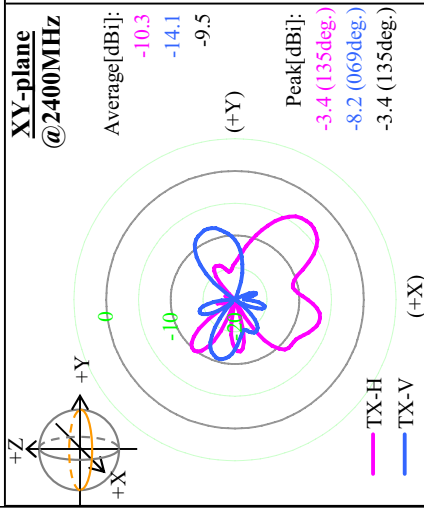 XY-plane
@2400MHz
Average[dBi]:
-10.3
-14.1
-9.5
Peak[dBi]:
-3.4 (135deg.)
-8.2 (069deg.)
-3.4 (135deg.)
(+Y)
(+X)
0
-10
-20
+Z
+Y
+X
TX-H
TX-V